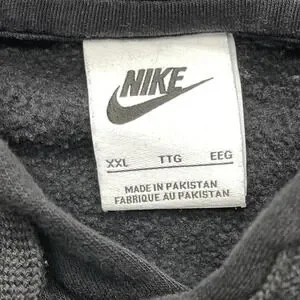 NIKE
XXL TTG EEG
MADE IN PAKISTAN
FABRIQUE AU PAKISTAN